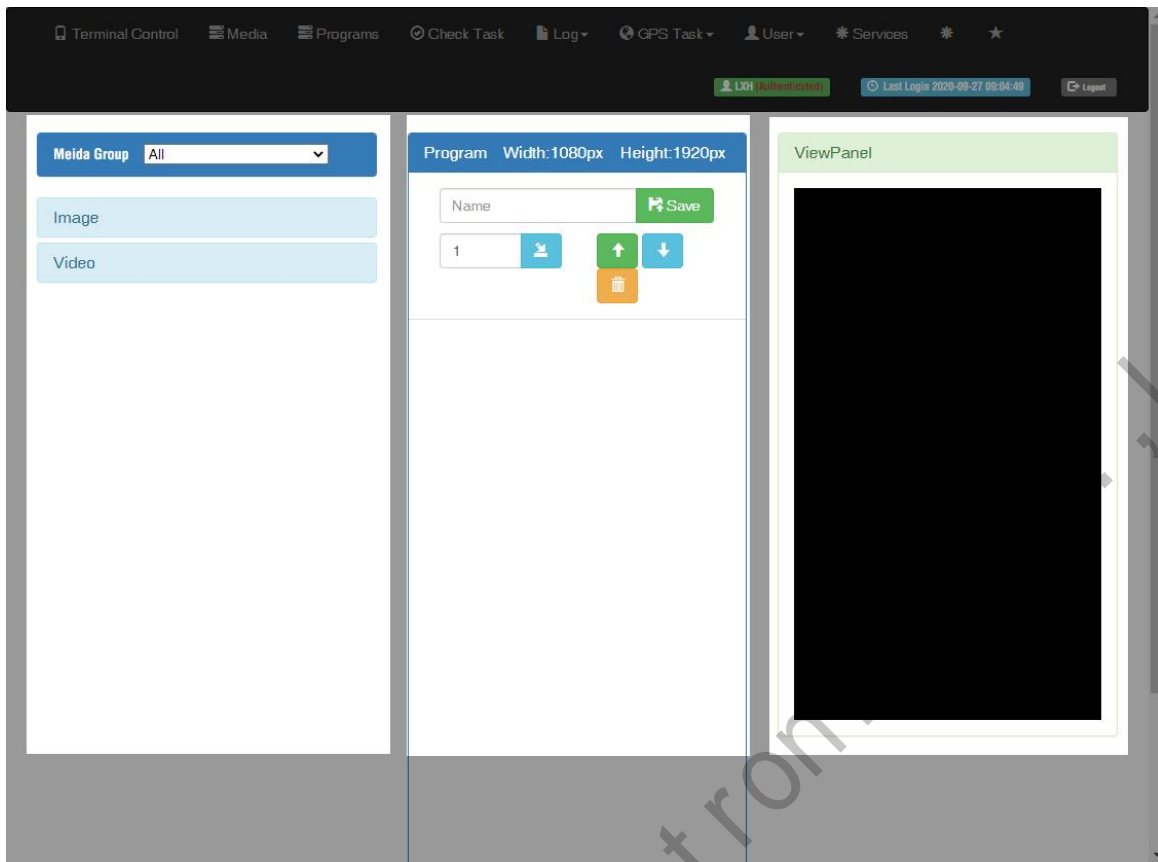 Terminal Control Media Programs Check Task Log GPS Task User Services
LXH (Authenticated) Last Login 2020-09-27 09:04:49 Logout
Meida Group All
Image
Video
Program Width:1080px Height:1920px
Name Save
1
ViewPanel
tron